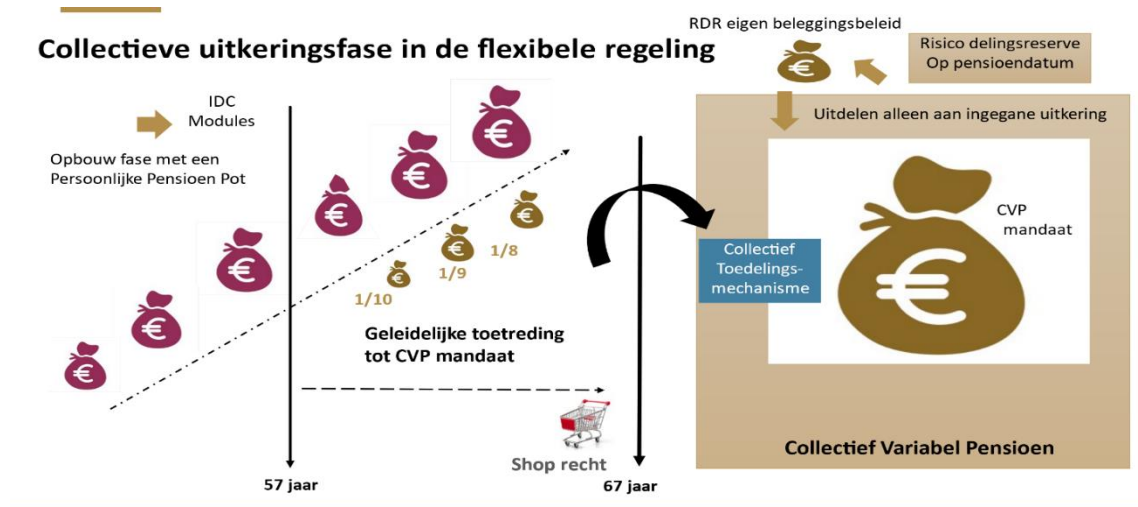 Collectieve uitkeringsfase in de flexibele regeling
RDR eigen beleggingsbeleid
Risico delingsreserve
Op pensioendatum
Uitdelen alleen aan ingegane uitkering
IDC
Modules
Opbouw fase met een
Persoonlijke Pensioen Pot
1/10
1/9
1/8
Geleidelijke toetreding
tot CVP mandaat
Shop recht
57 jaar
67 jaar
Collectief
Toedelings-
mechanisme
CVP
mandaat
€
€
€
€
€
€
€
€
€
€
€
Collectief Variabel Pensioen